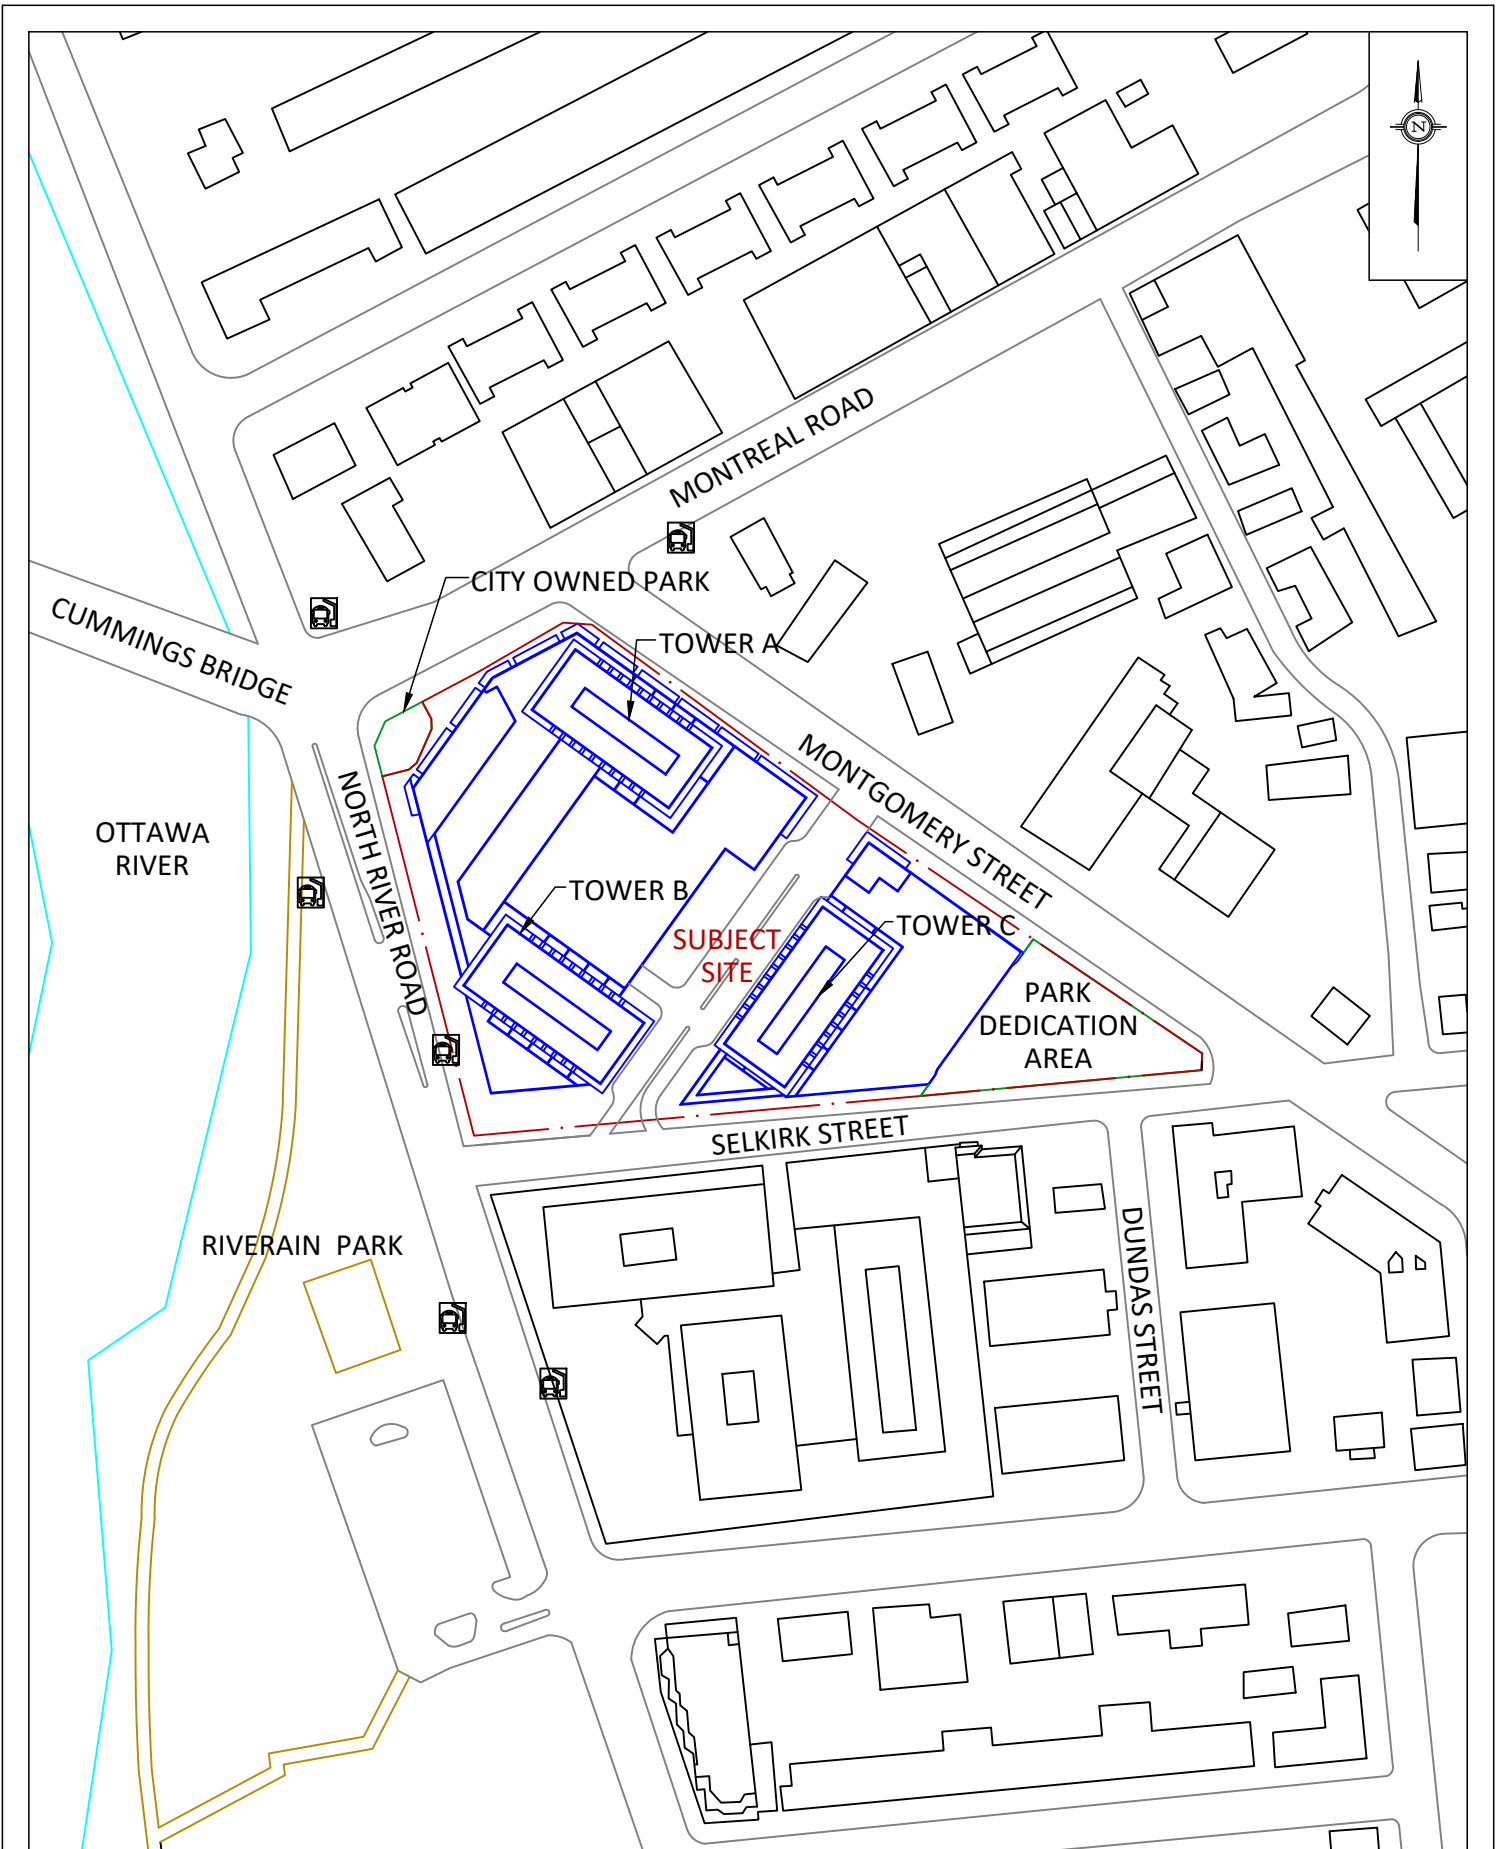 N
MONTREAL ROAD
CITY OWNED PARK
CUMMINGS BRIDGE
TOWER A
MONTGOMERY STREET
NORTH RIVER ROAD
OTTAWA
RIVER
TOWER B
TOWER C
SUBJECT
SITE
PARK
DEDICATION
AREA
SELKIRK STREET
DUNDAS STREET
RIVERAIN PARK